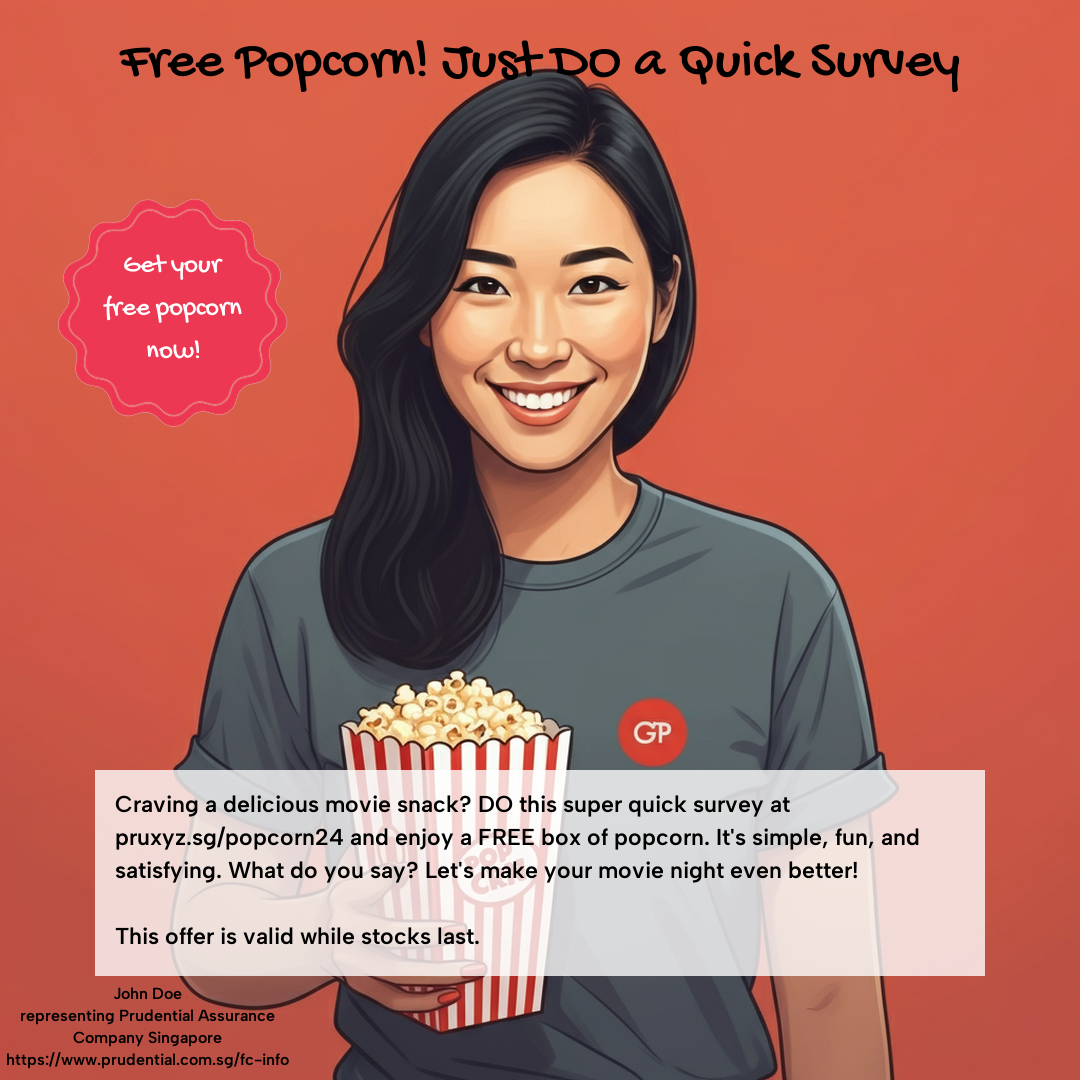 Free Popcorn! Just DO a Quick Survey
Get your
free popcorn
now!
GP
Craving a delicious movie snack? DO this super quick survey at
pruxyz.sg/popcorn24 and enjoy a FREE box of popcorn. It's simple, fun, and
satisfying. What do you say? Let's make your movie night even better!
This offer is valid while stocks last.
John Doe
representing Prudential Assurance
Company Singapore
https://www.prudential.com.sg/fc-info